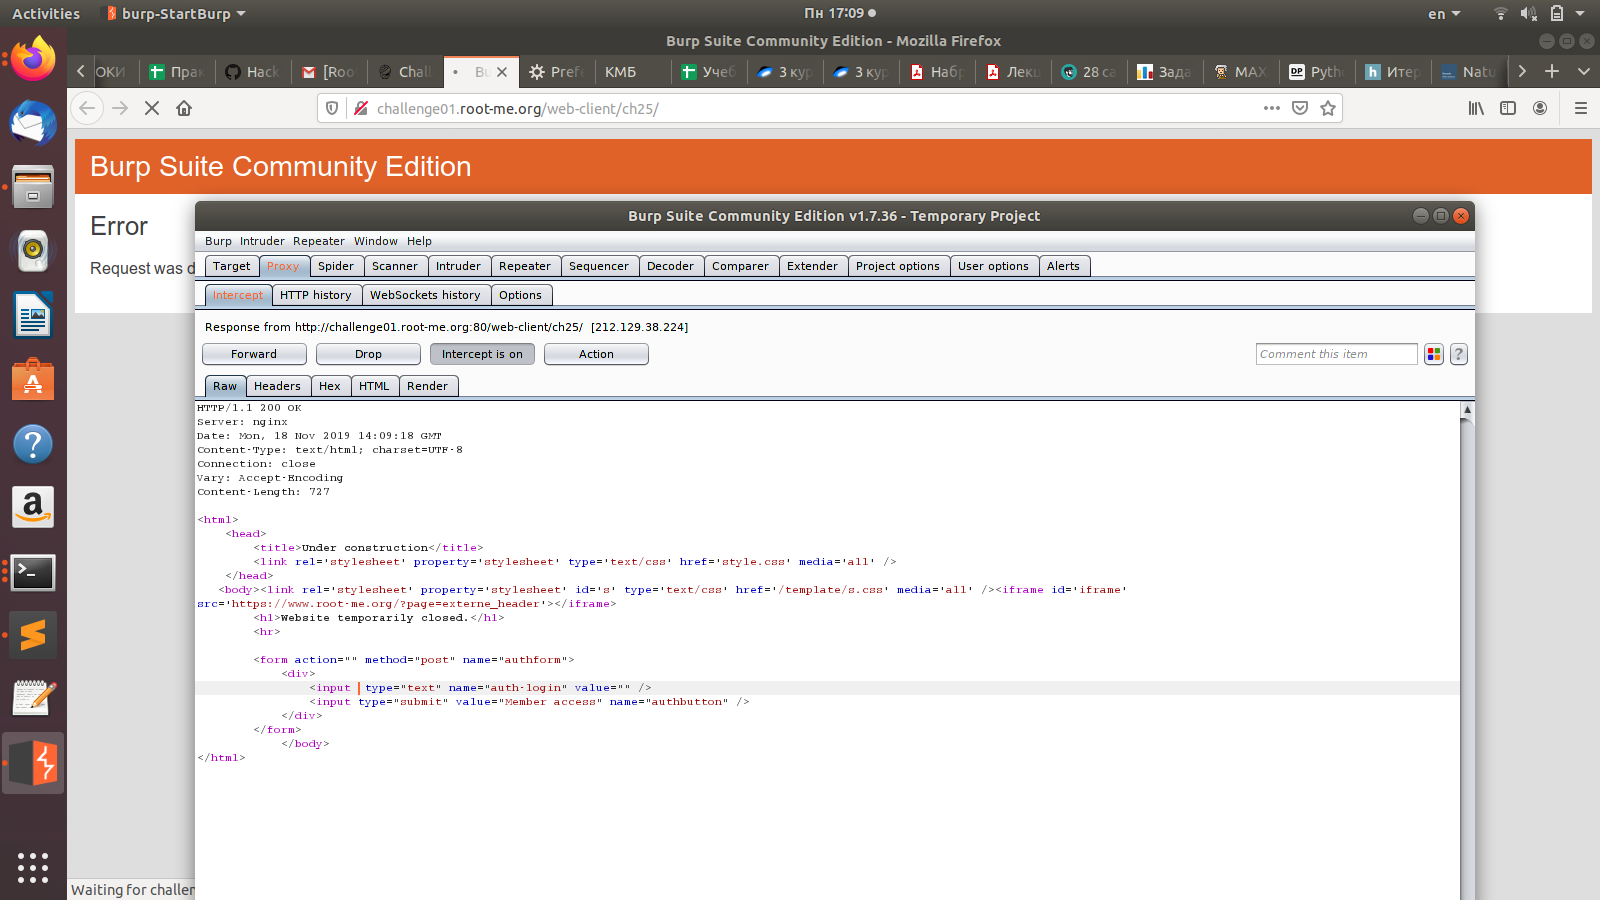 Activities burp-StartBurp Пн 17:09 en
Burp Suite Community Edition - Mozilla Firefox
ОКИ Пра Hack [Roo Chall Bu Prefe КМБ Учеб 3 кур 3 кур Набр Лекц 28 са Зада MAX Pyth Итер Natu
challenge01.root-me.org/web-client/ch25/
Burp Suite Community Edition
Error
Request was d
Burp Suite Community Edition v1.7.36 - Temporary Project
Burp Intruder Repeater Window Help
Target Proxy Spider Scanner Intruder Repeater Sequencer Decoder Comparer Extender Project options User options Alerts
Intercept HTTP history WebSockets history Options
Response from http://challenge01.root-me.org:80/web-client/ch25/ [212.129.38.224]
Forward Drop Intercept is on Action Comment this item ?
Raw Headers Hex HTML Render
HTTP/1.1 200 OK
Server: nginx
Date: Mon, 18 Nov 2019 14:09:18 GMT
Content-Type: text/html; charset=UTF-8
Connection: close
Vary: Accept-Encoding
Content-Length: 727
<html>
<head>
<title>Under construction</title>
<link rel='stylesheet' property='stylesheet' type='text/css' href='style.css' media='all' />
</head>
<body><link rel='stylesheet' property='stylesheet' id='s' type='text/css' href='/template/s.css' media='all' /><iframe id='iframe'
src='https://www.root-me.org/?page=externe_header'></iframe>
<h1>Website temporarily closed.</h1>
<hr>
<form action="" method="post" name="authform">
<div>
<input type="text" name="auth-login" value="" />
<input type="submit" value="Member access" name="authbutton" />
</div>
</form>
</body>
</html>
Waiting for challen